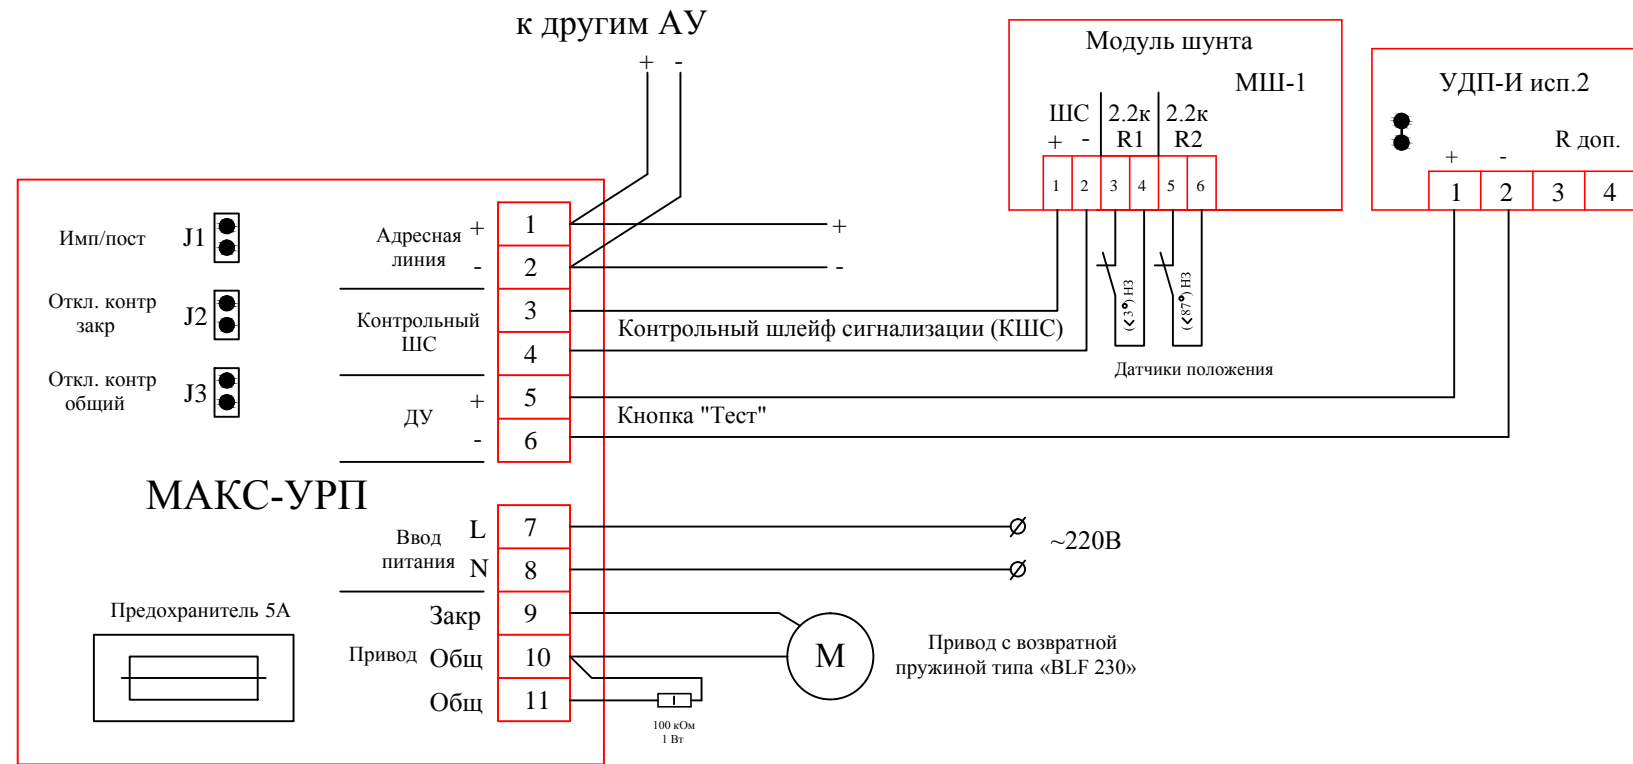 к другим АУ
+ -
Модуль шунта
МШ-1
ШС 2.2к 2.2к
+ - R1 R2
1 2 3 4 5 6
УДП-И исп.2
R доп.
+ -
1 2 3 4
Имп/пост J1
Откл. контр
закр
J2
Откл. контр
общий
J3
Адресная
линия
+ 1 +
- 2 -
Контрольный
ШС
3
4
Контрольный шлейф сигнализации (КШС)
(<3°) НЗ
(<87°) НЗ
Датчики положения
ДУ
+ 5
- 6
Кнопка "Тест"
МАКС-УРП
Ввод
питания
L 7
N 8
~220В
Предохранитель 5А
Привод
Закр 9
Общ 10
Общ 11
М
Привод с возвратной
пружиной типа «BLF 230»
100 кОм
1 Вт